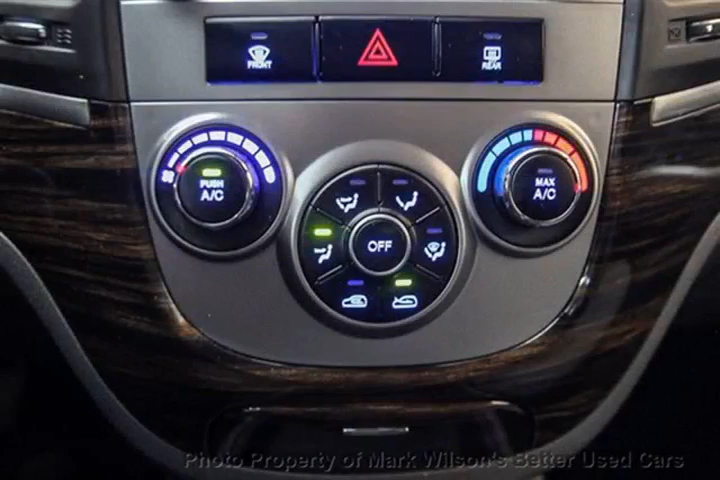 FRONT
REAR
PUSH
A/C
MAX
A/C
OFF
Photo Property of Mark Wilson's Better Used Cars